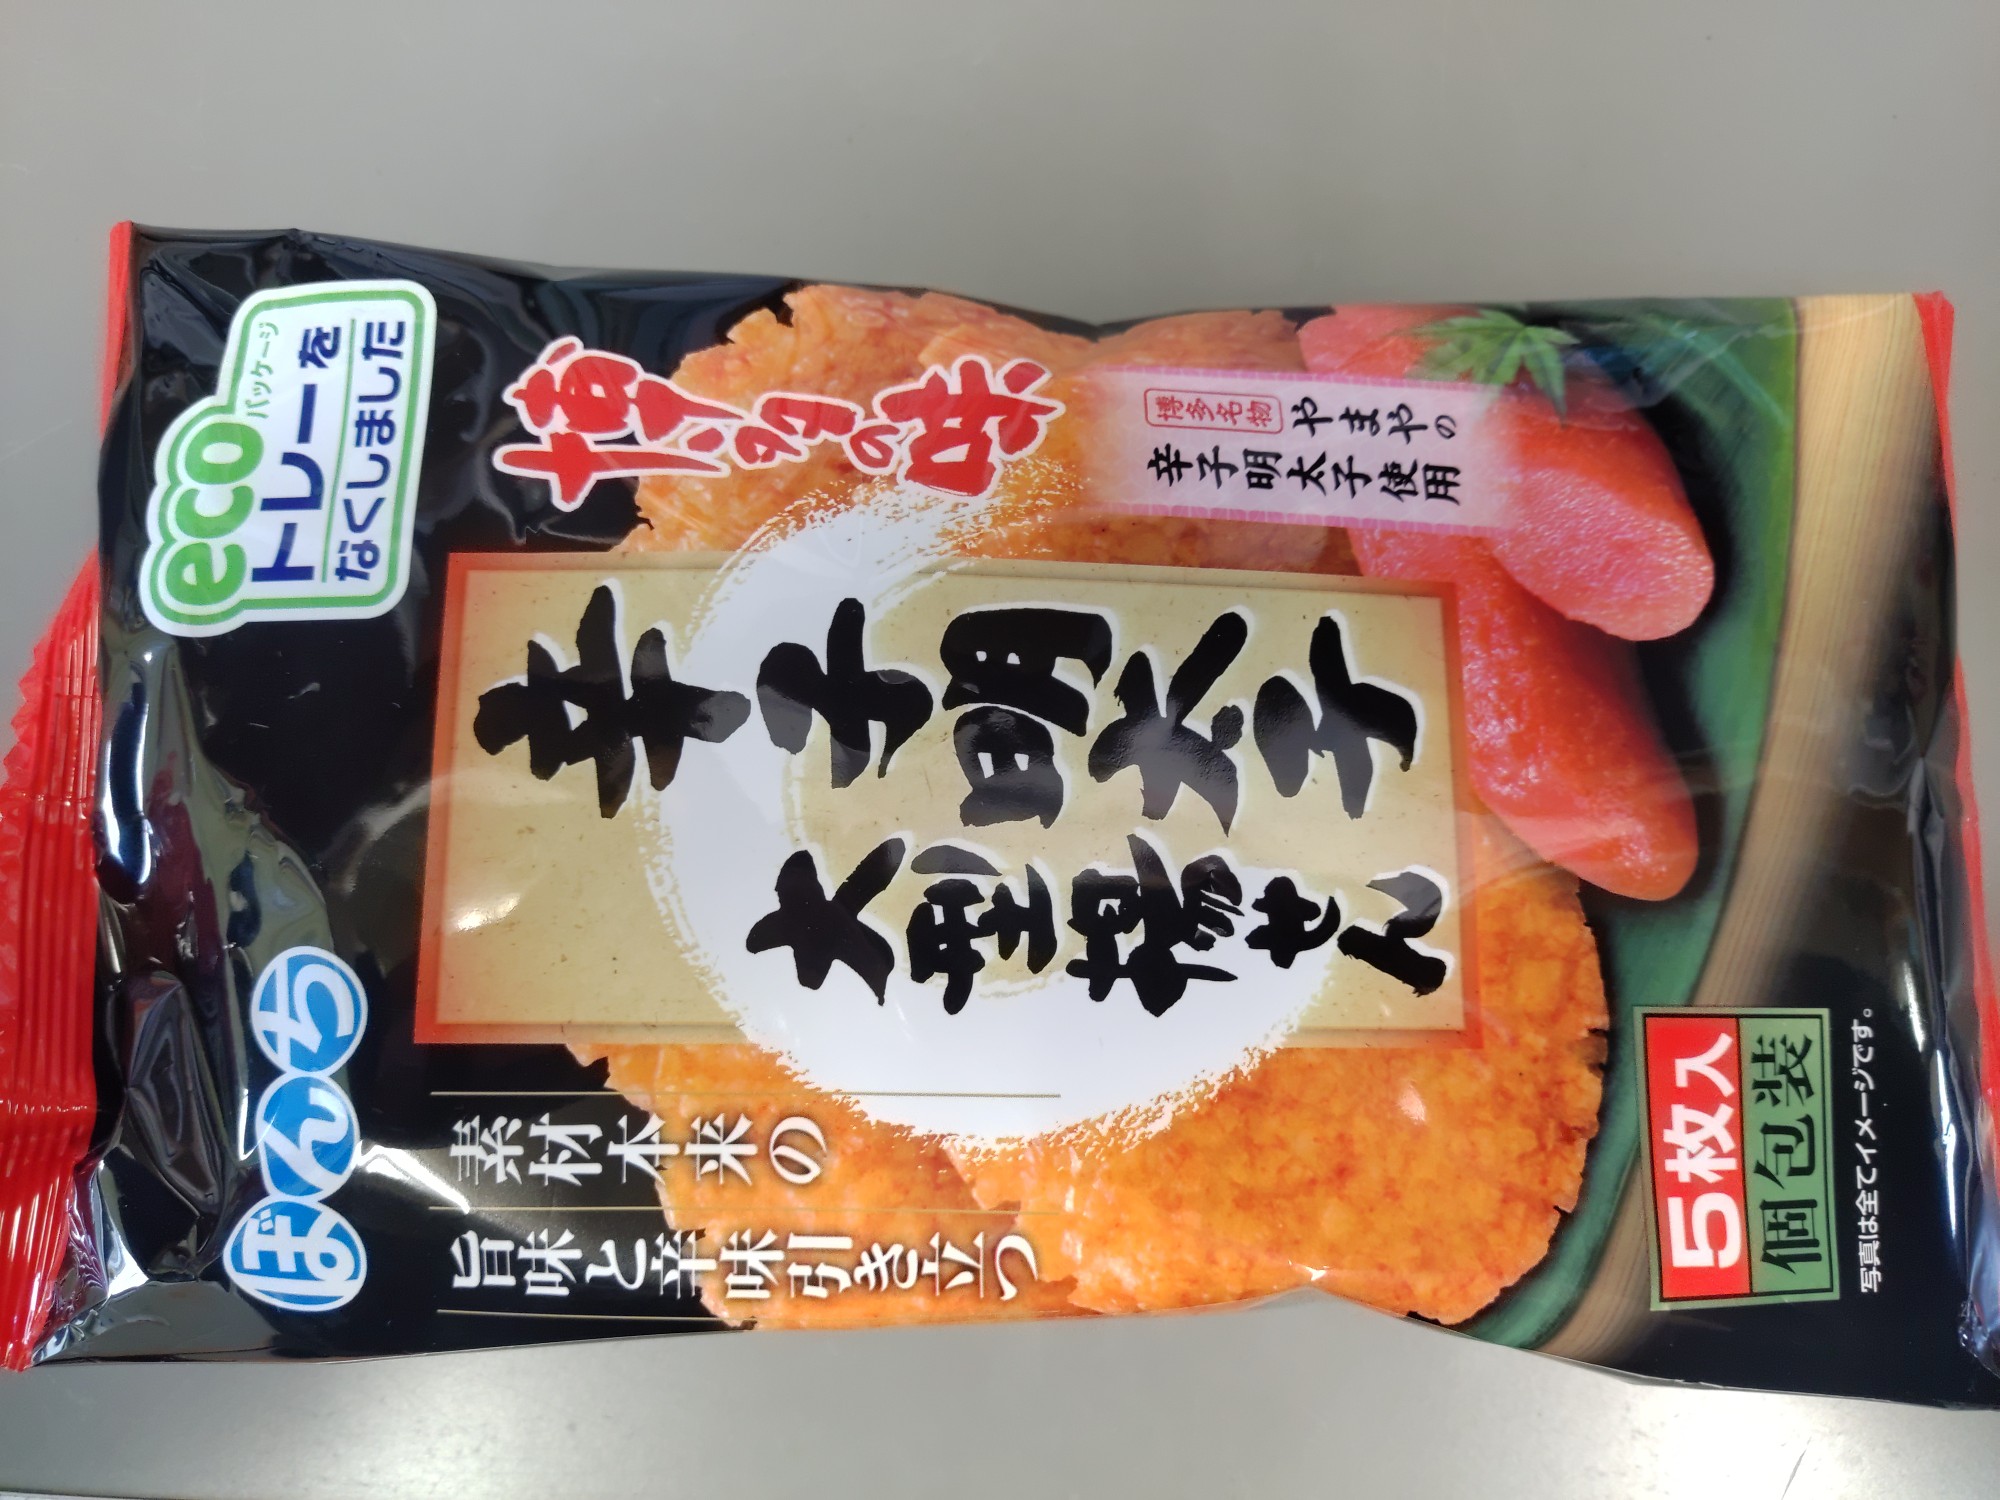 ecoパッケージ
トレーを
なくしました
ぼんち
博多の味
博多名物
やまやの
辛子明太子使用
辛子明太子
大型揚せん
素材本来の
旨味と辛味引き立つ
5枚入
個包装
写真は全てイメージです。